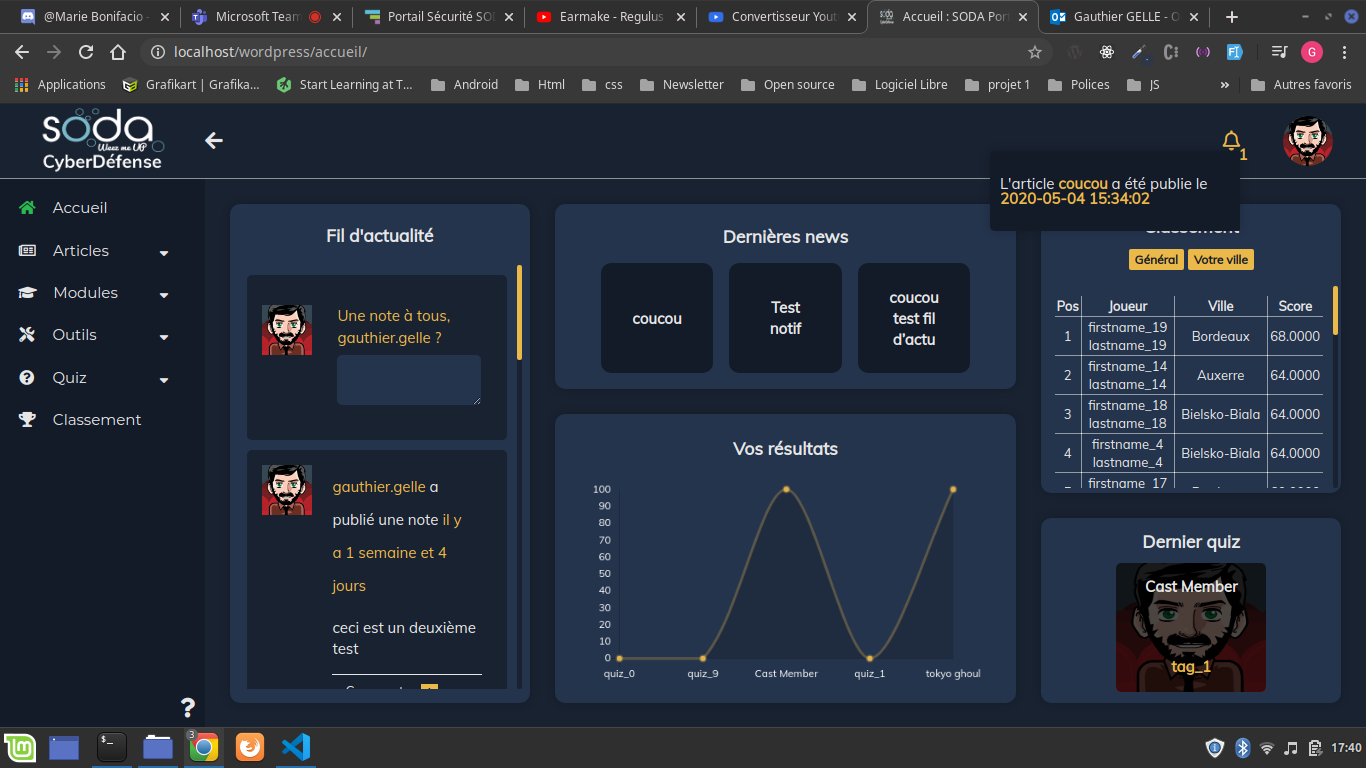 @Marie Bonifacio -
Microsoft Team
Portail Sécurité SO
Earmake - Regulus
Convertisseur Yout
Accueil : SODA Por
Gauthier GELLE - O
localhost/wordpress/accueil/
G
Applications
Grafikart | Grafika...
Start Learning at T...
Android
Html
css
Newsletter
Open source
Logiciel Libre
projet 1
Polices
JS
»
Autres favoris
soda
Weez me UP
CyberDéfense
1
L'article coucou a été publie le
2020-05-04 15:34:02
Accueil
Articles
Modules
Outils
Quiz
Classement
?
Fil d'actualité
Une note à tous,
gauthier.gelle ?
gauthier.gelle a
publié une note il y
a 1 semaine et 4
jours
ceci est un deuxième
test
Dernières news
coucou
Test
notif
coucou
test fil
d'actu
Vos résultats
100
90
80
70
60
50
40
30
20
10
0
quiz_0
quiz_9
Cast Member
quiz_1
tokyo ghoul
Classement
Général
Votre ville
Pos Joueur Ville Score
1 firstname_19 lastname_19 Bordeaux 68.0000
2 firstname_14 lastname_14 Auxerre 64.0000
3 firstname_18 lastname_18 Bielsko-Biala 64.0000
4 firstname_4 lastname_4 Bielsko-Biala 64.0000
firstname_17
Dernier quiz
Cast Member
tag_1
3
17:40